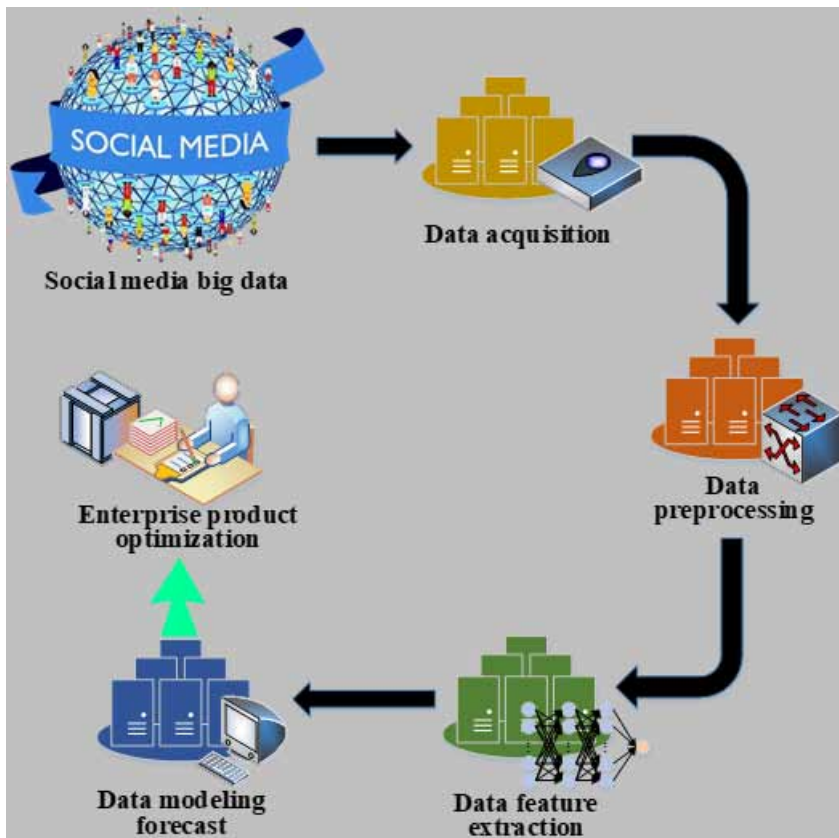 SOCIAL MEDIA
Social media big data
Data acquisition
Data
preprocessing
Data feature
extraction
Data modeling
forecast
Enterprise product
optimization